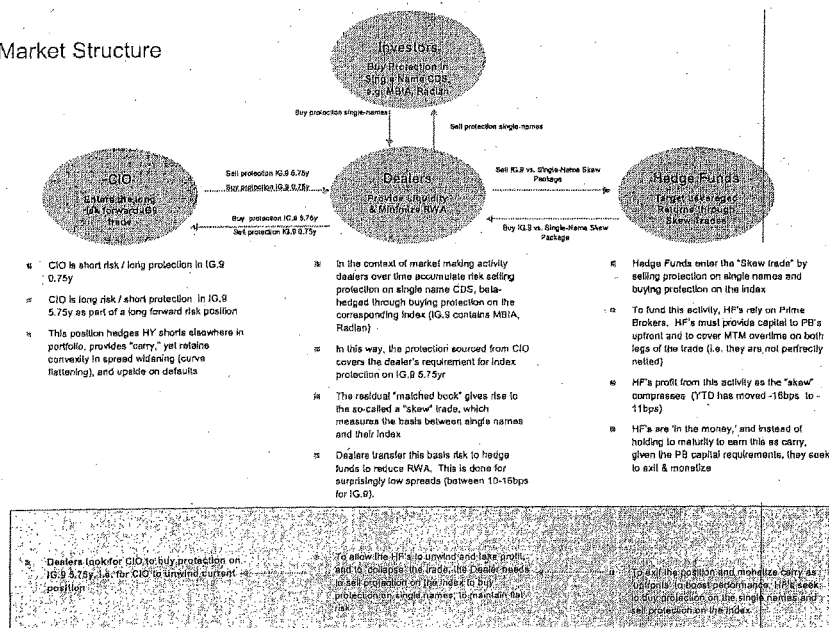 Market Structure
Investors
Buy Protection in
Single Name CDS,
e.g. MBIA, Radian
Buy protection single-names
Sell protection single-names
CIO
Enters the long
risk forward IG9
trade
Sell protection IG.9 5.75y
Buy protection IG.9 0.75y
Buy protection IG.9 5.75y
Sell protection IG.9 0.75y
Dealers
Provide Liquidity
& Minimize RWA
Sell IG.9 vs. Single-Name Skew
Package
Buy IG.9 vs. Single-Name Skew
Package
Hedge Funds
Target Leveraged
Returns through
Skew Trades
CIO is short risk / long protection in IG.9
0.75y
CIO is long risk / short protection in IG.9
5.75y as part of a long forward risk position
This position hedges HY shorts elsewhere in
portfolio, provides "carry," yet retains
convexity in spread widening (curve
flattening), and upside on defaults
In the context of market making activity
dealers over time accumulate risk selling
protection on single name CDS, beta-
hedged through buying protection on the
corresponding index (IG.9 contains MBIA,
Radian)
In this way, the protection sourced from CIO
covers the dealer's requirement for index
protection on IG.9 5.75yr
The residual "matched book" gives rise to
the so-called a "skew" trade, which
measures the basis between single names
and their index
Dealers transfer this basis risk to hedge
funds to reduce RWA. This is done for
surprisingly low spreads (between 10-15bps
for IG.9).
Hedge Funds enter the "Skew trade" by
selling protection on single names and
buying protection on the index
To fund this activity, HF's rely on Prime
Brokers. HF's must provide capital to PB's
upfront and to cover MTM overtime on both
legs of the trade (i.e. they are not perfectly
netted)
HF's profit from this activity as the "skew"
compresses (YTD has moved -16bps to -
11bps)
HF's are 'in the money,' and instead of
holding to maturity to earn this as carry,
given the PB capital requirements, they seek
to exit & monetize
Dealers look for CIO to buy protection on
IG.9 5.75y, i.e. for CIO to unwind current
position
To allow the HF's to unwind and take profit,
and to 'collapse' the trade, the Dealer needs
to sell protection on the index to buy
protection on single names, to maintain flat
risk
To exit the position and monetize carry as
upfronts to boost performance, HF's seek
to buy protection on the single names and
sell protection on the index